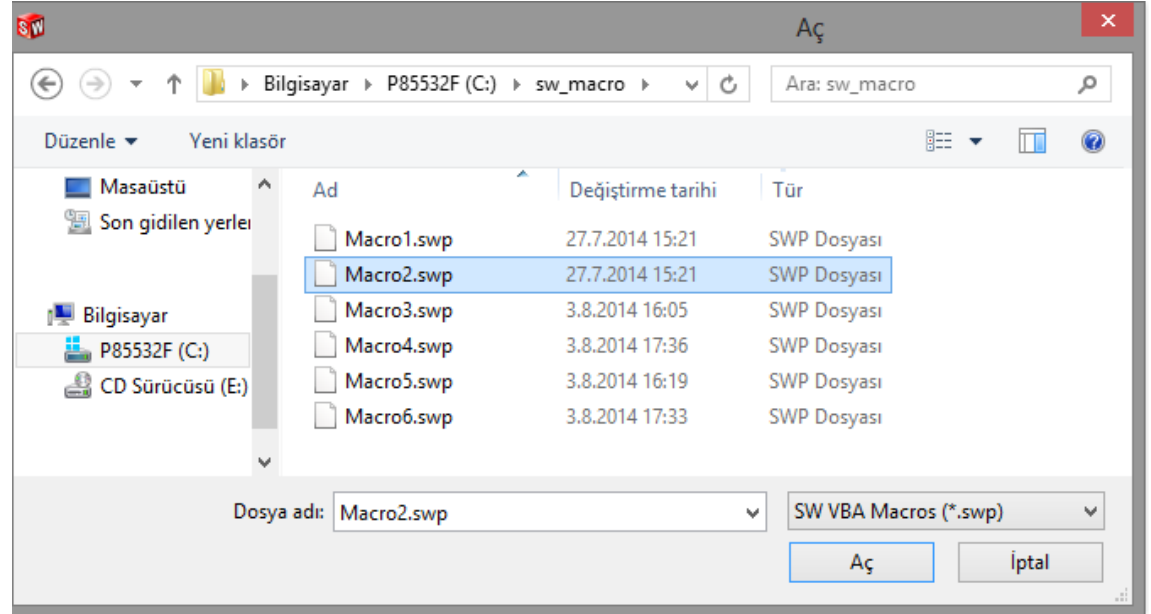 SW Aç
Bilgisayar P85532F (C:) sw_macro Ara: sw_macro
Düzenle Yeni klasör
Masaüstü
Son gidilen yerler
Bilgisayar
P85532F (C:)
CD Sürücüsü (E:)
Ad Değiştirme tarihi Tür
Macro1.swp 27.7.2014 15:21 SWP Dosyası
Macro2.swp 27.7.2014 15:21 SWP Dosyası
Macro3.swp 3.8.2014 16:05 SWP Dosyası
Macro4.swp 3.8.2014 17:36 SWP Dosyası
Macro5.swp 3.8.2014 16:19 SWP Dosyası
Macro6.swp 3.8.2014 17:33 SWP Dosyası
Dosya adı: Macro2.swp SW VBA Macros (*.swp)
Aç İptal